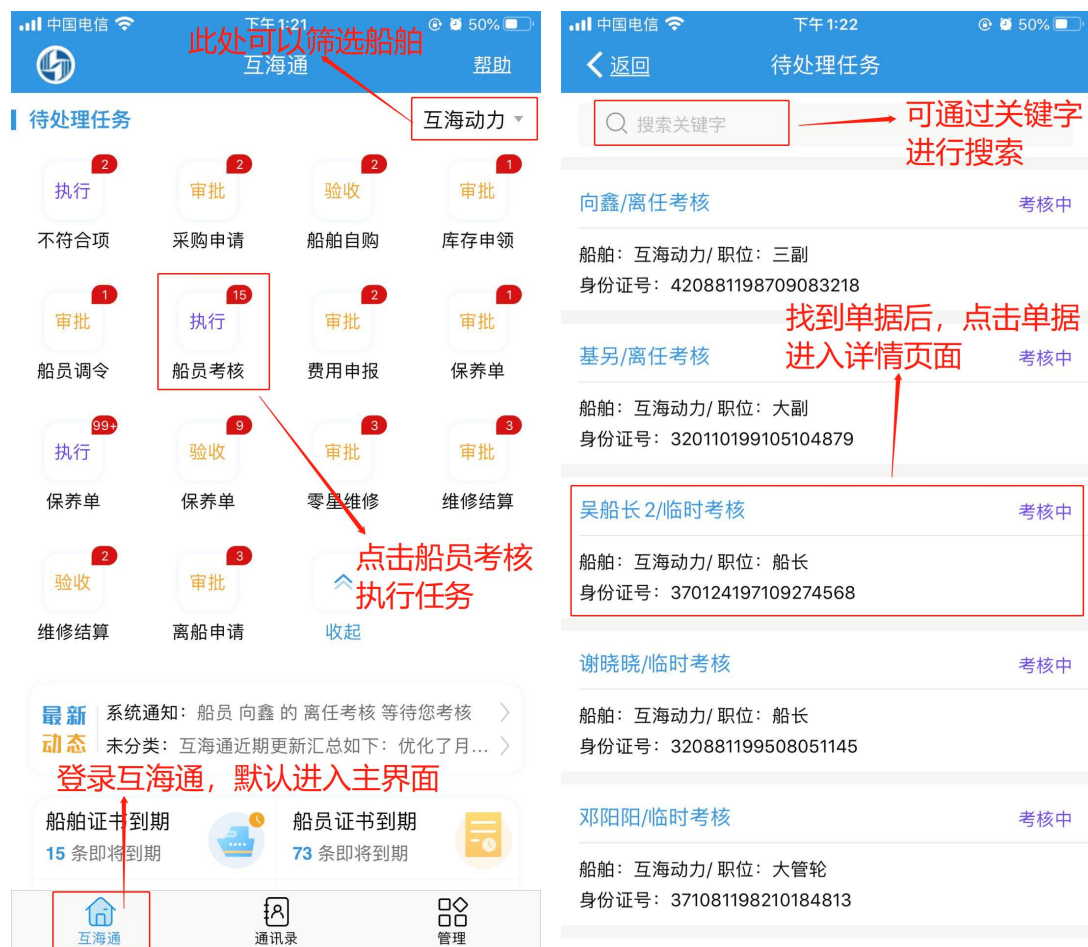 中国电信 下午1:21 50%
此处可以筛选船舶
互海通 帮助
待处理任务 互海动力
2 2 2 1
执行 审批 验收 审批
不符合项 采购申请 船舶自购 库存申领
1 15 2 1
审批 执行 审批 审批
船员调令 船员考核 费用申报 保养单
99+ 9 3 3
执行 验收 审批 审批
保养单 保养单 零星维修 维修结算
2 3
验收 审批
点击船员考核
执行任务
维修结算 离船申请 收起
最新 系统通知：船员 向鑫 的 离任考核 等待您考核
动态 未分类：互海通近期更新汇总如下：优化了月...
登录互海通，默认进入主界面
船舶证书到期 船员证书到期
15 条即将到期 73 条即将到期
互海通 通讯录 管理
中国电信 下午1:22 50%
返回 待处理任务
搜索关键字
可通过关键字
进行搜索
向鑫/离任考核 考核中
船舶：互海动力/ 职位：三副
身份证号：420881198709083218
找到单据后，点击单据
进入详情页面
基另/离任考核 考核中
船舶：互海动力/ 职位：大副
身份证号：320110199105104879
吴船长 2/临时考核 考核中
船舶：互海动力/ 职位：船长
身份证号：370124197109274568
谢晓晓/临时考核 考核中
船舶：互海动力/ 职位：船长
身份证号：320881199508051145
邓阳阳/临时考核 考核中
船舶：互海动力/ 职位：大管轮
身份证号：371081198210184813